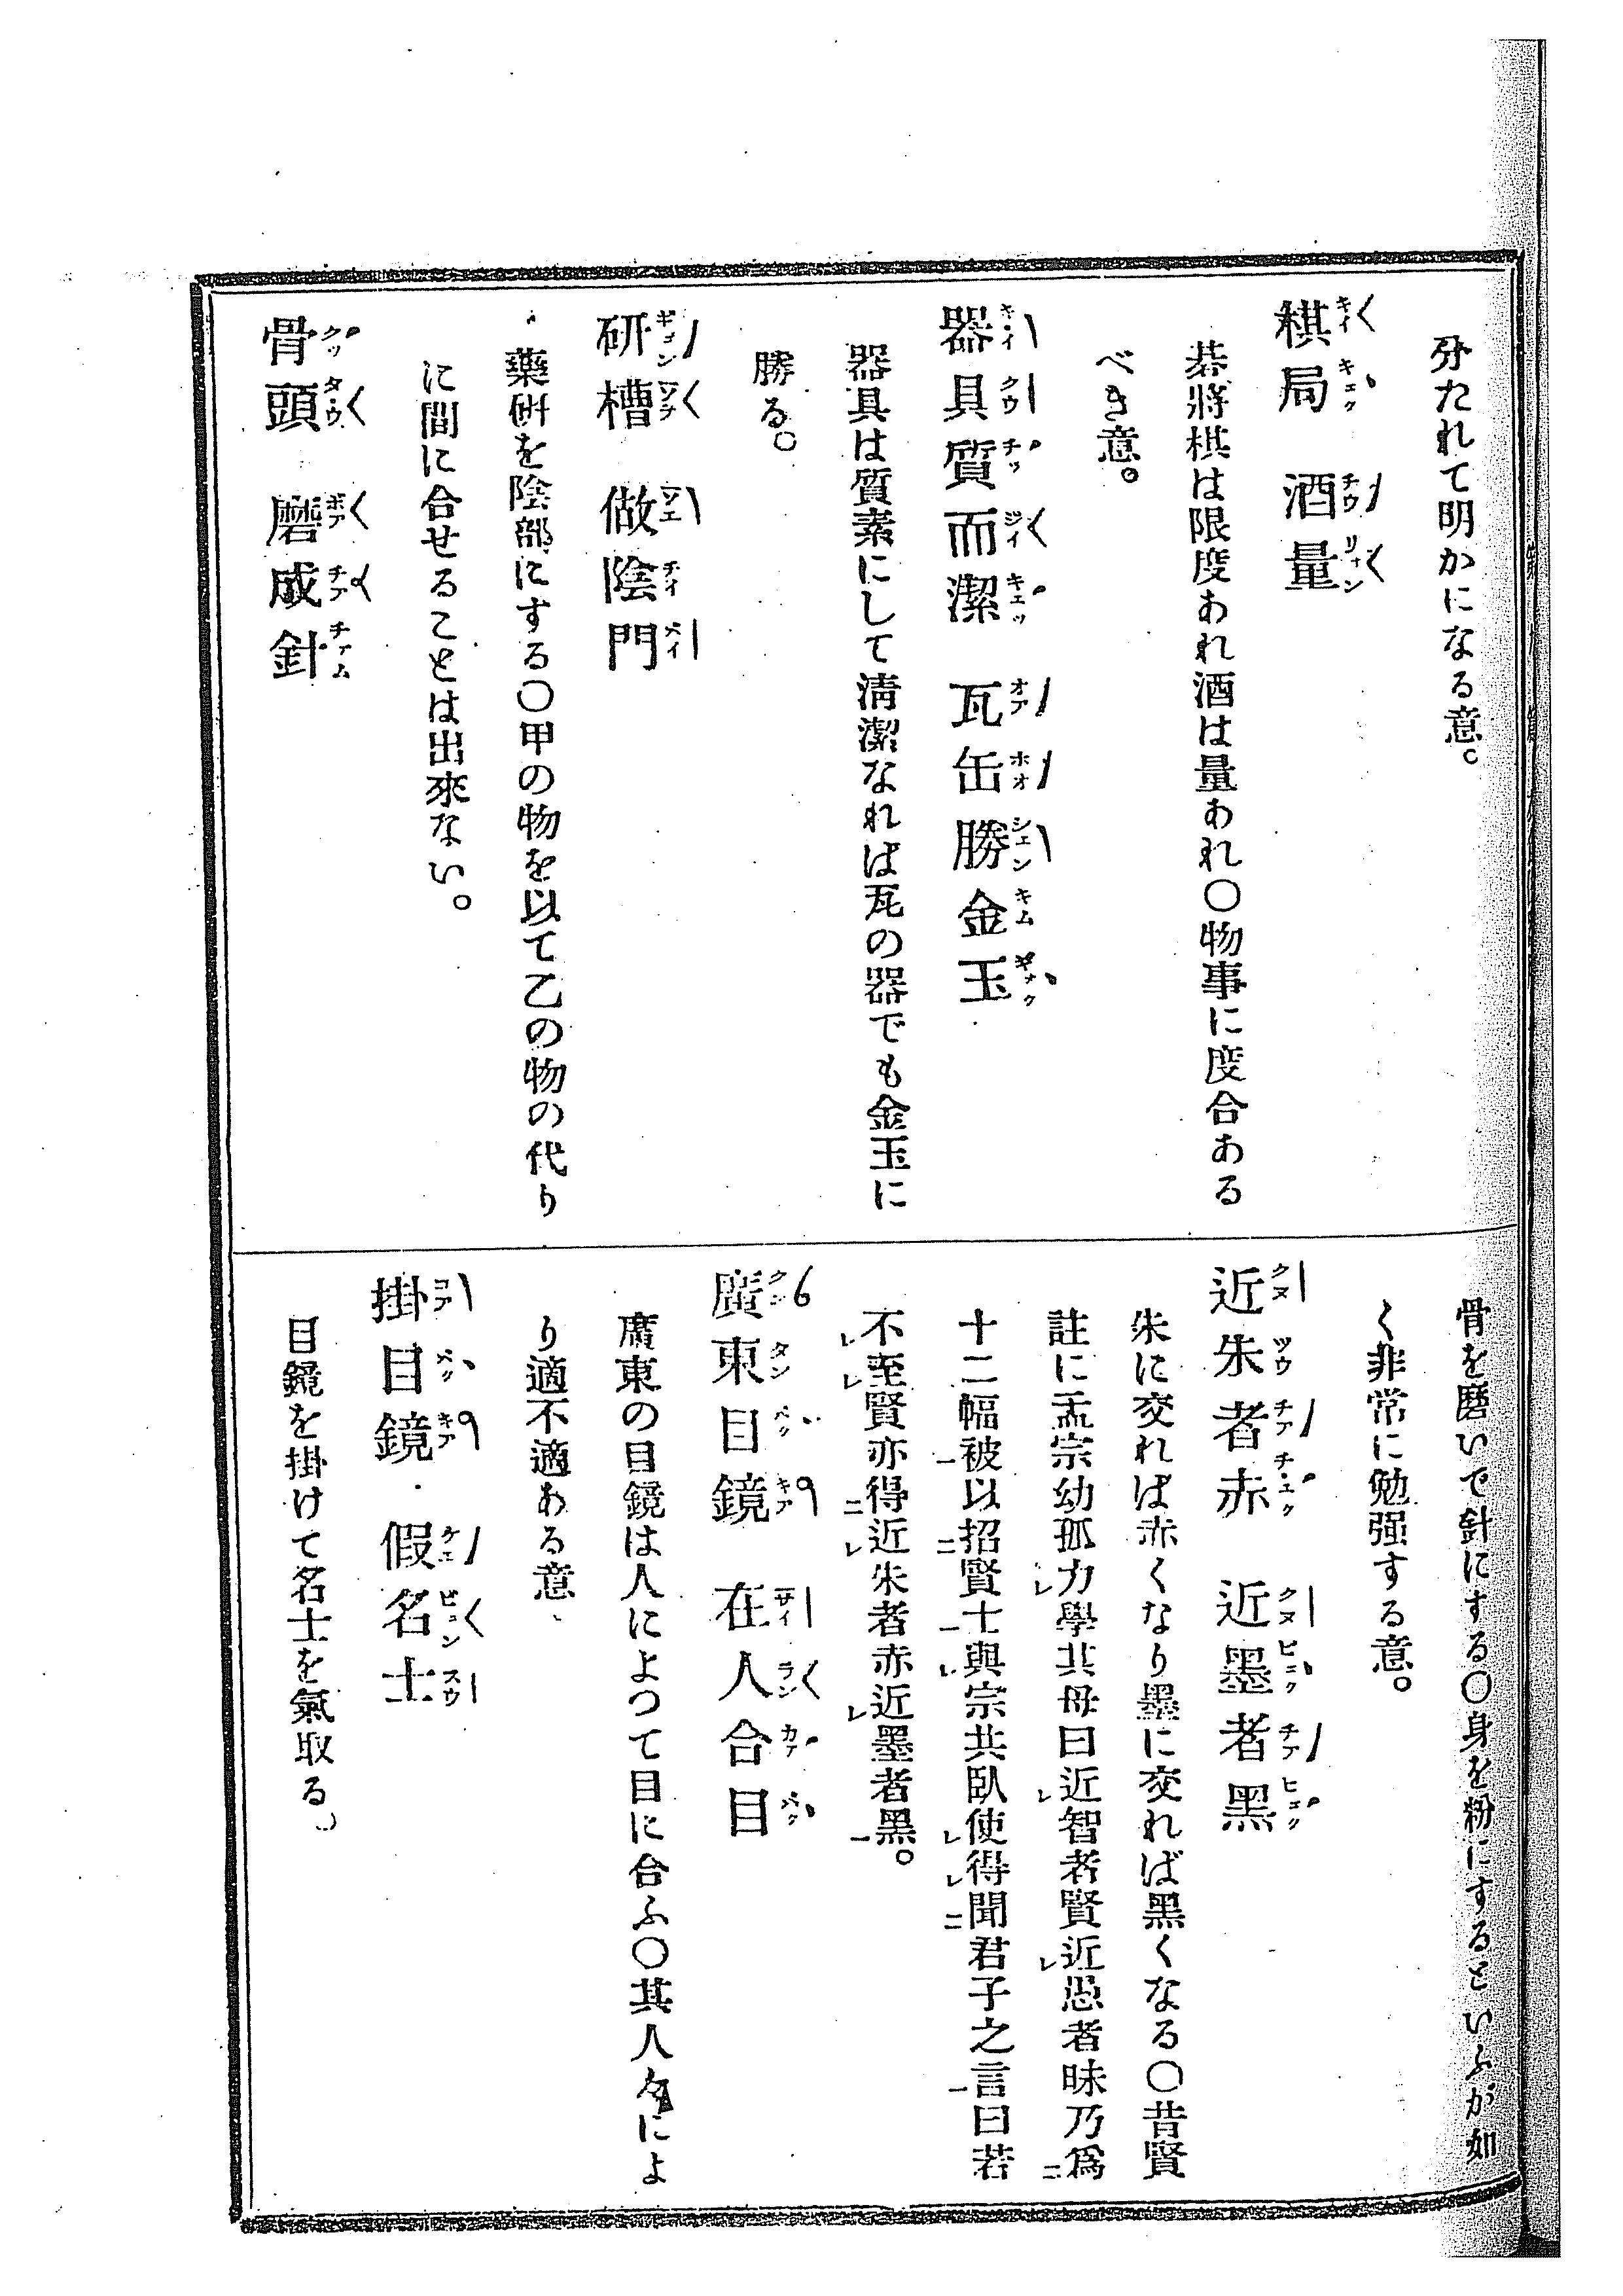 分たれて明かになる意。
棋局　酒量
碁將棋は限度あれ酒は量あれ〇物事に度合ある
べき意。
器具質而潔　瓦缶勝金玉
器具は質素にして淸潔なれば瓦の器でも金玉に
勝る。
研槽　做陰門
藥硏を陰部にする〇甲の物を以て乙の物の代り
に間に合せることは出來ない。
骨頭　磨成針
骨を磨いで針にする〇身を粉にするといふが如
く非常に勉强する意。
近朱者赤　近墨者黑
朱に交れば赤くなり墨に交れば黑くなる〇昔賢
註に孟宗幼孤力學其母曰近智者賢近愚者昧乃爲
十二幅被以招賢士與宗共臥使得聞君子之言曰若
不至賢亦得近朱者赤近墨者黑。
廣東目鏡　在人合目
廣東の目鏡は人によつて目に合ふ〇其人々によ
り適不適ある意、
掛目鏡　假名士
目鏡を掛けて名士を氣取る。